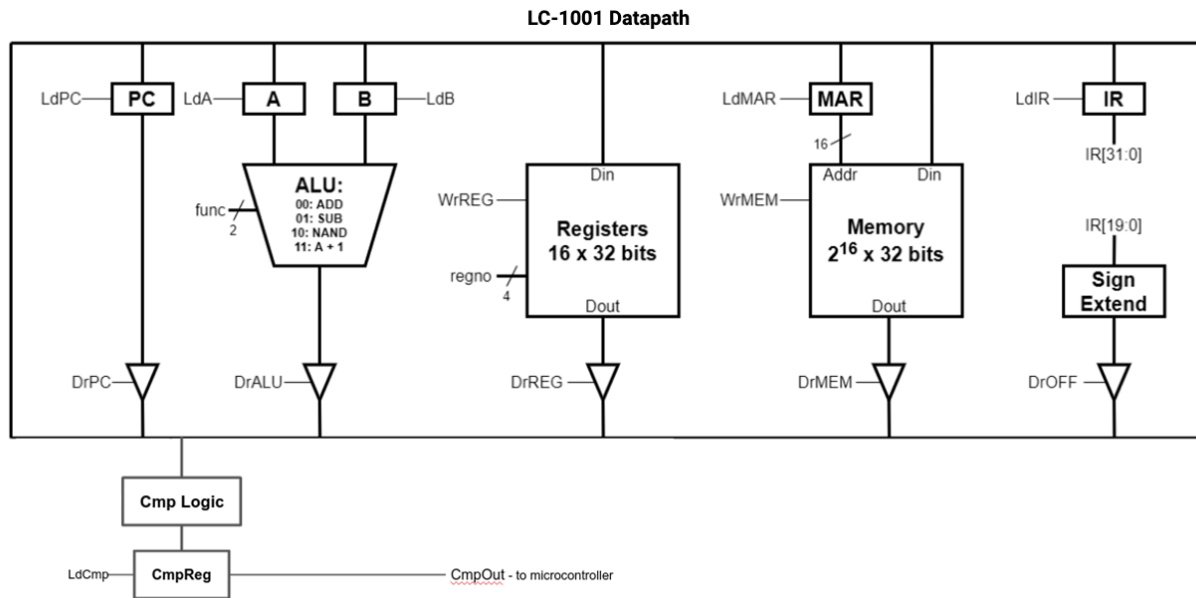 LC-1001 Datapath
LdPC
PC
LdA
A
B
LdB
LdMAR
MAR
LdIR
IR
16
IR[31:0]
ALU:
00: ADD
01: SUB
10: NAND
11: A + 1
func
2
Din
WrREG
Registers
16 x 32 bits
regno
4
Dout
Addr
Din
WrMEM
Memory
2^16 x 32 bits
Dout
IR[19:0]
Sign
Extend
DrPC
DrALU
DrREG
DrMEM
DrOFF
Cmp Logic
LdCmp
CmpReg
CmpOut - to microcontroller